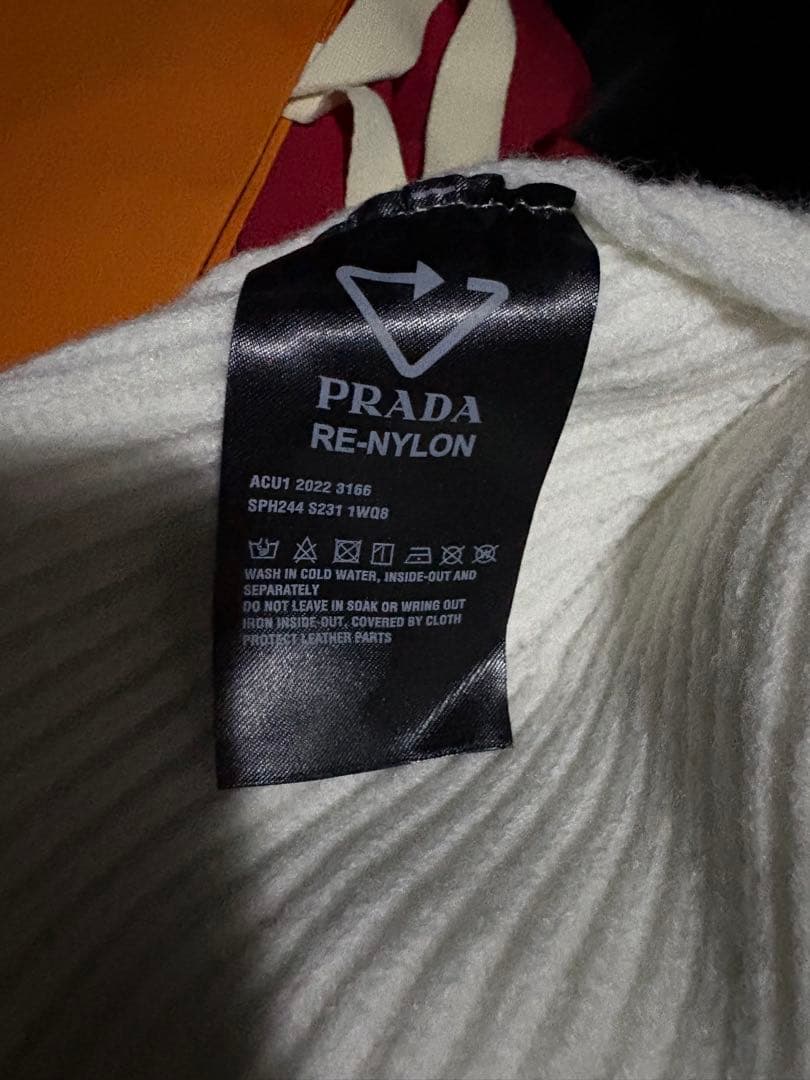 PRADA
RE-NYLON
ACU1 2022 3166
SPH244 S231 1WQ8
WASH IN COLD WATER, INSIDE-OUT AND
SEPARATELY
DO NOT LEAVE IN SOAK OR WRING OUT
IRON INSIDE-OUT, COVERED BY CLOTH
PROTECT LEATHER PARTS